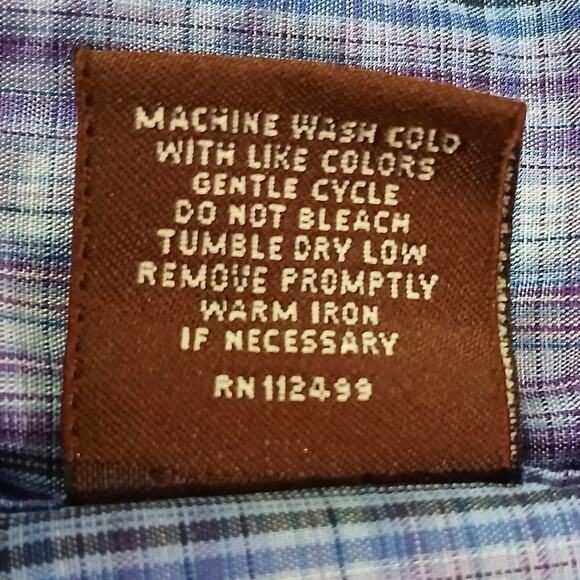 MACHINE WASH COLD
WITH LIKE COLORS
GENTLE CYCLE
DO NOT BLEACH
TUMBLE DRY LOW
REMOVE PROMPTLY
WARM IRON
IF NECESSARY
RN 112499